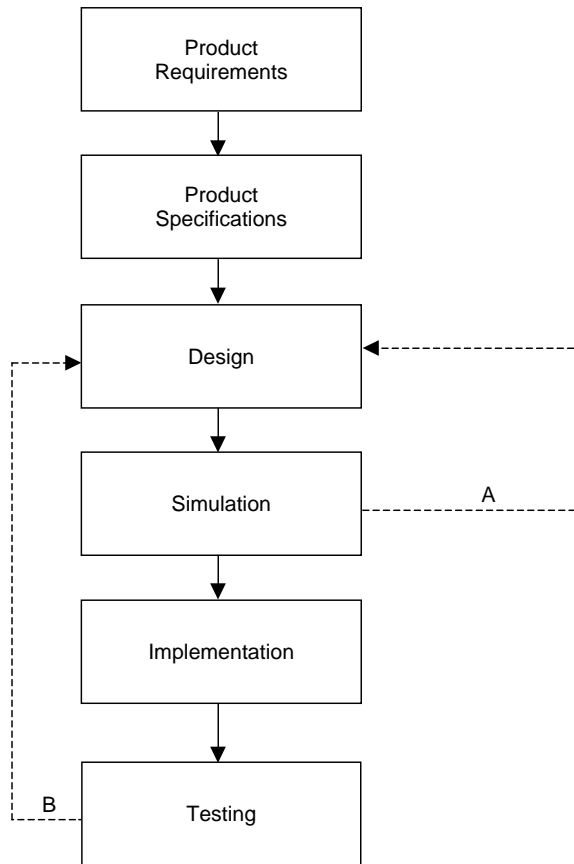 Product
Requirements
Product
Specifications
Design
Simulation
A
Implementation
B
Testing